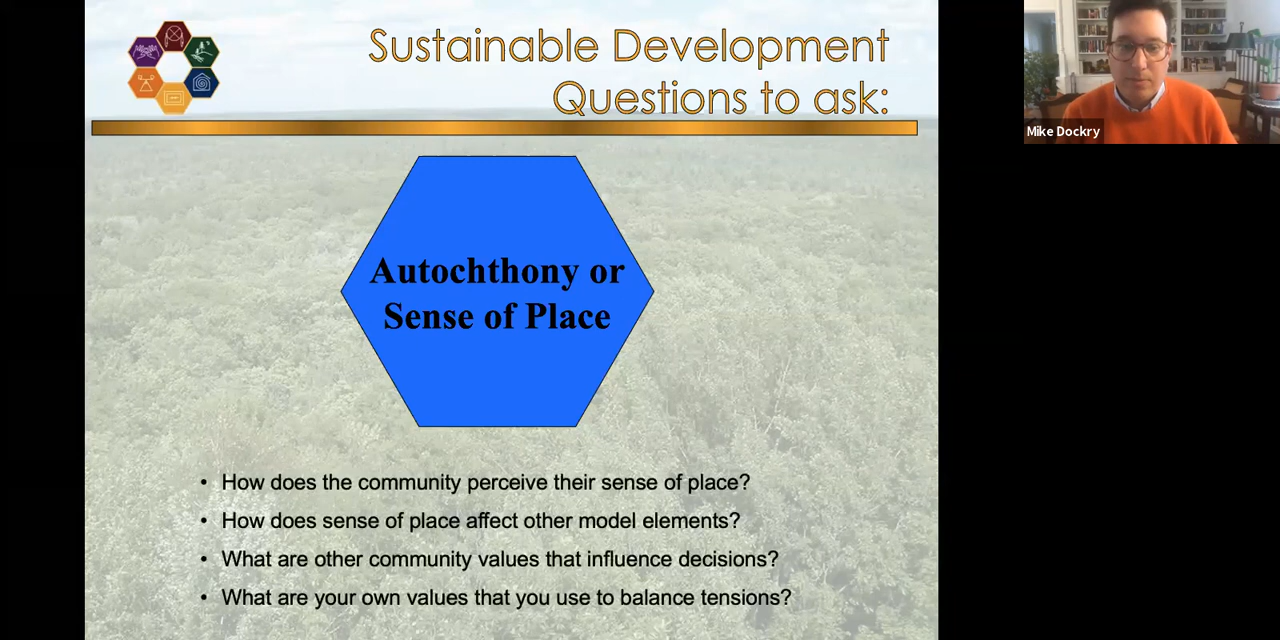 Sustainable Development
Questions to ask:
Mike Dockry
Autochthony or
Sense of Place
• How does the community perceive their sense of place?
• How does sense of place affect other model elements?
• What are other community values that influence decisions?
• What are your own values that you use to balance tensions?